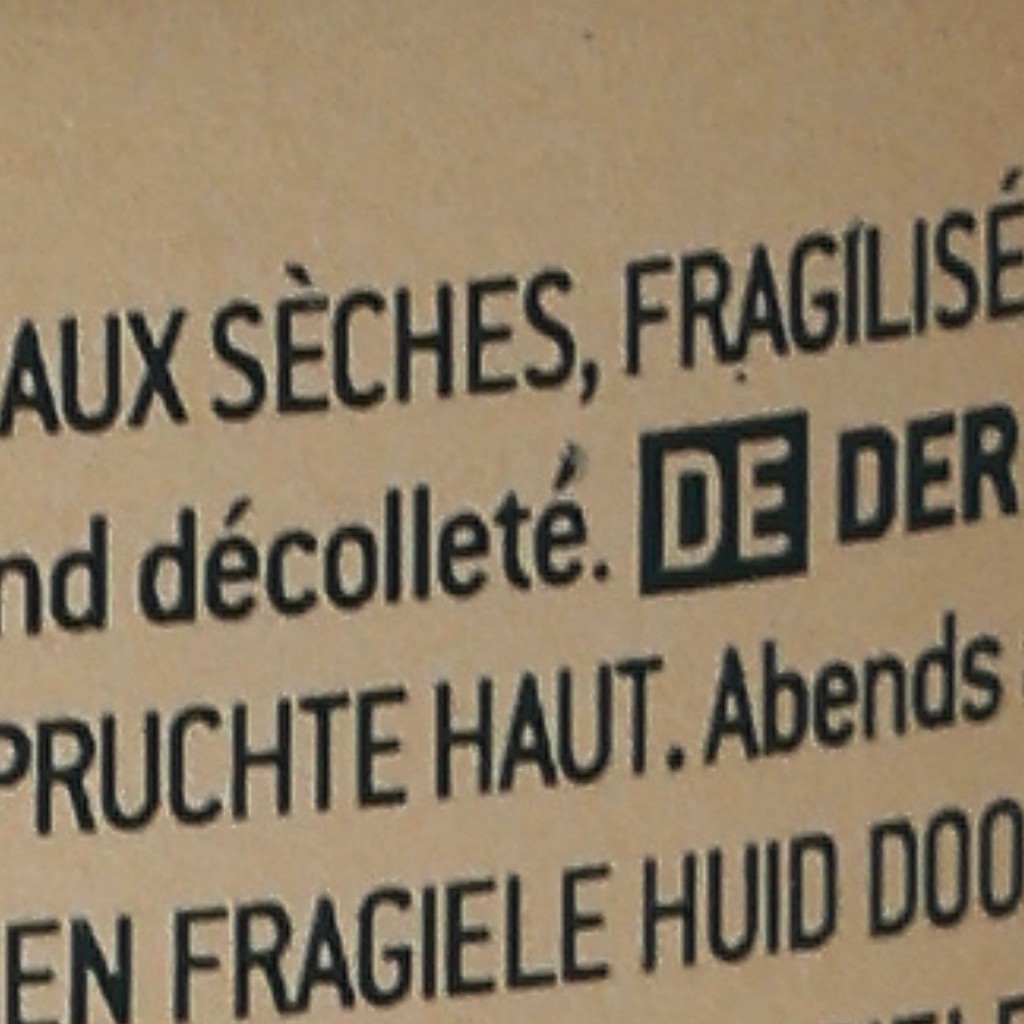 AUX SÈCHES, FRAGILISÉ
nd décolleté. DE DER
PRUCHTE HAUT. Abends
EN FRAGIELE HUID DOO